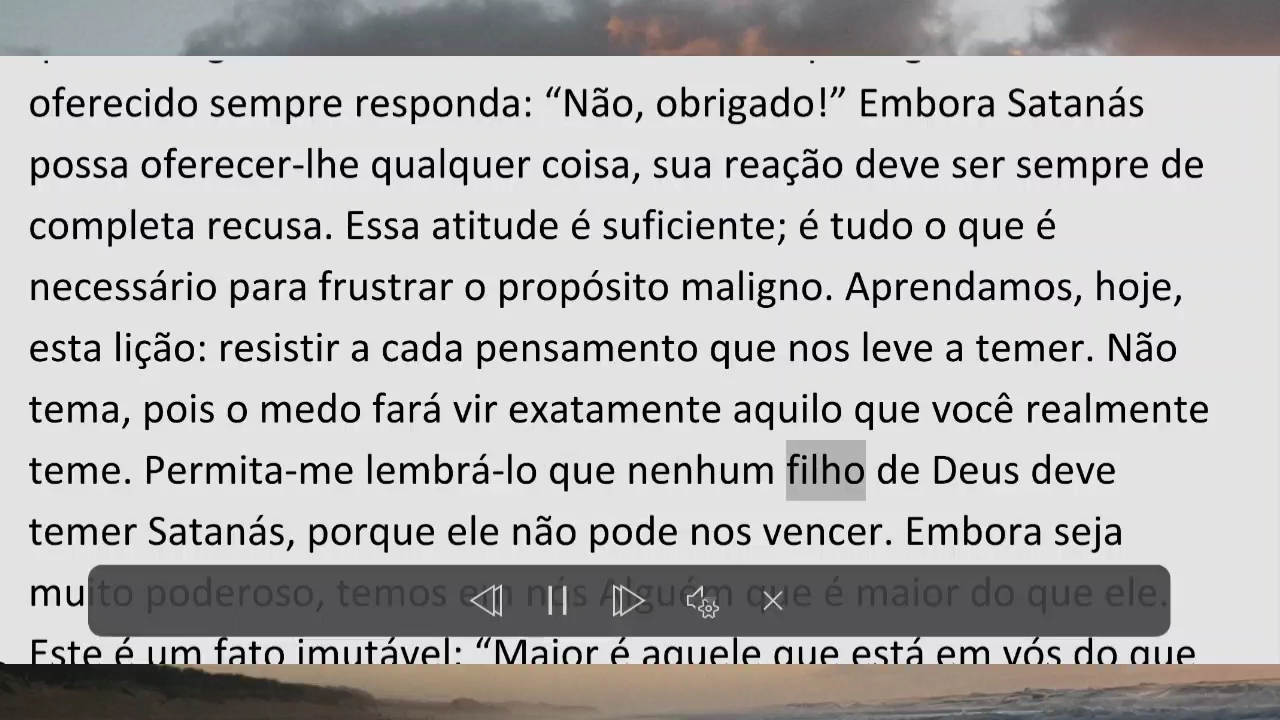 oferecido sempre responda: “Não, obrigado!” Embora Satanás
possa oferecer-lhe qualquer coisa, sua reação deve ser sempre de
completa recusa. Essa atitude é suficiente; é tudo o que é
necessário para frustrar o propósito maligno. Aprendamos, hoje,
esta lição: resistir a cada pensamento que nos leve a temer. Não
tema, pois o medo fará vir exatamente aquilo que você realmente
teme. Permita-me lembrá-lo que nenhum filho de Deus deve
temer Satanás, porque ele não pode nos vencer. Embora seja
muito poderoso, temos em nós Alguém que é maior do que ele.
Este é um fato imutável: “Maior é aquele que está em vós do que